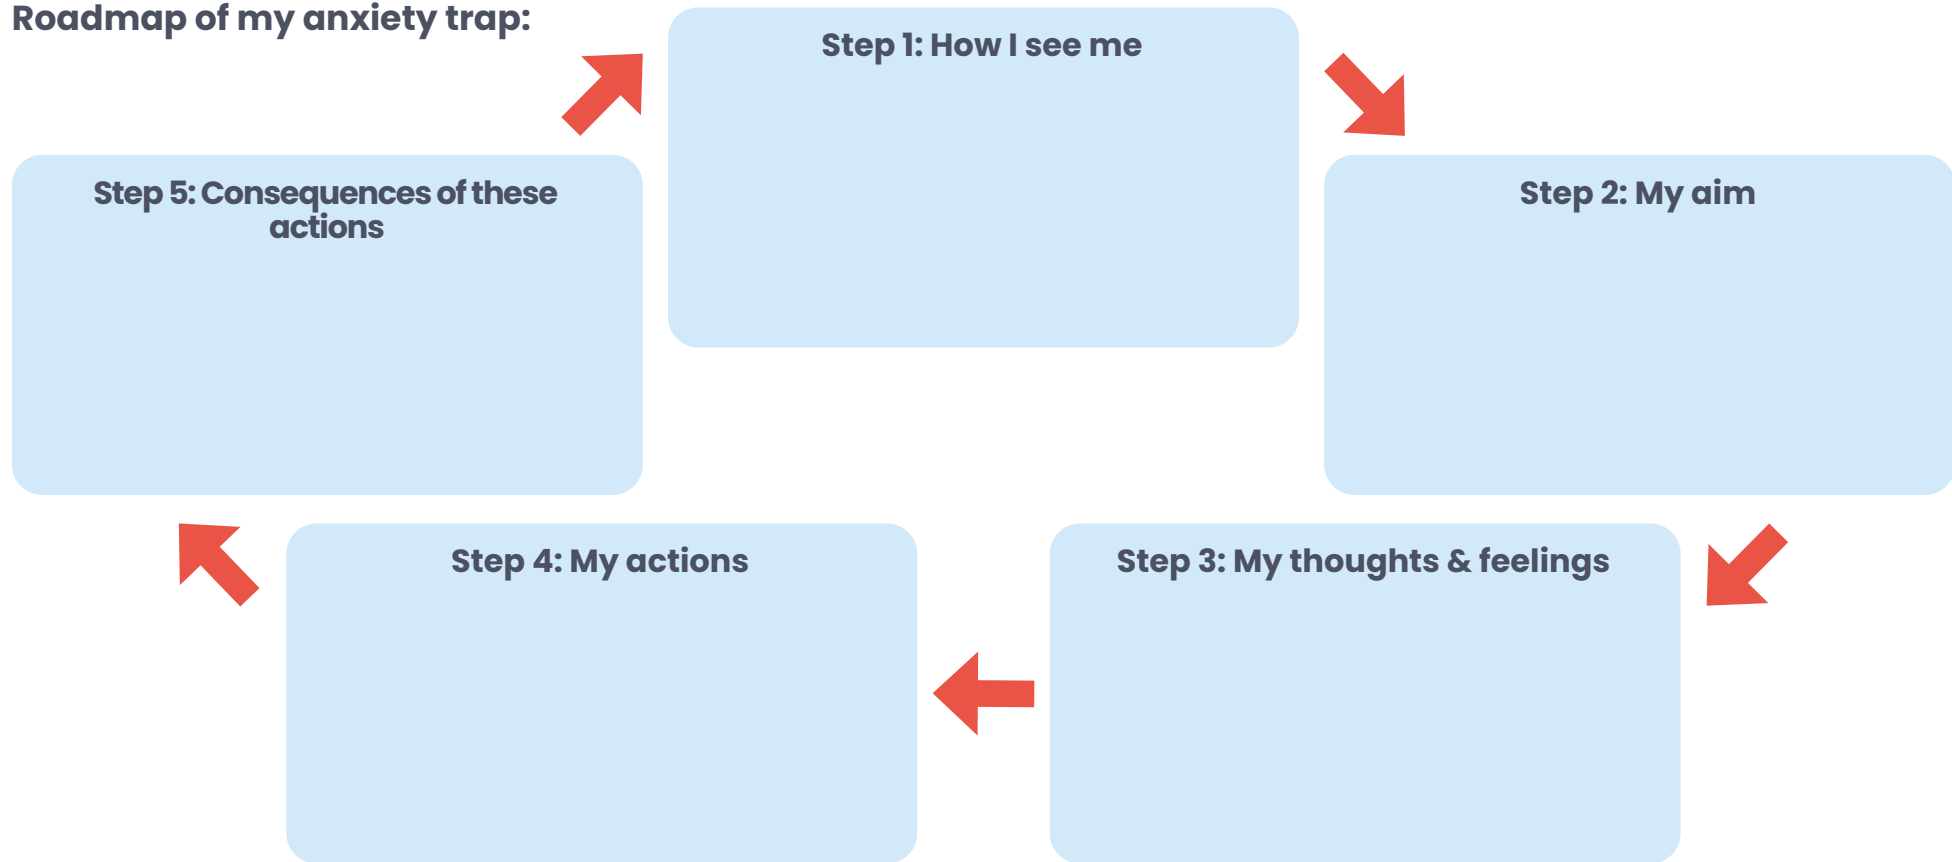 Roadmap of my anxiety trap:
Step 1: How I see me
Step 2: My aim
Step 3: My thoughts & feelings
Step 4: My actions
Step 5: Consequences of these
actions